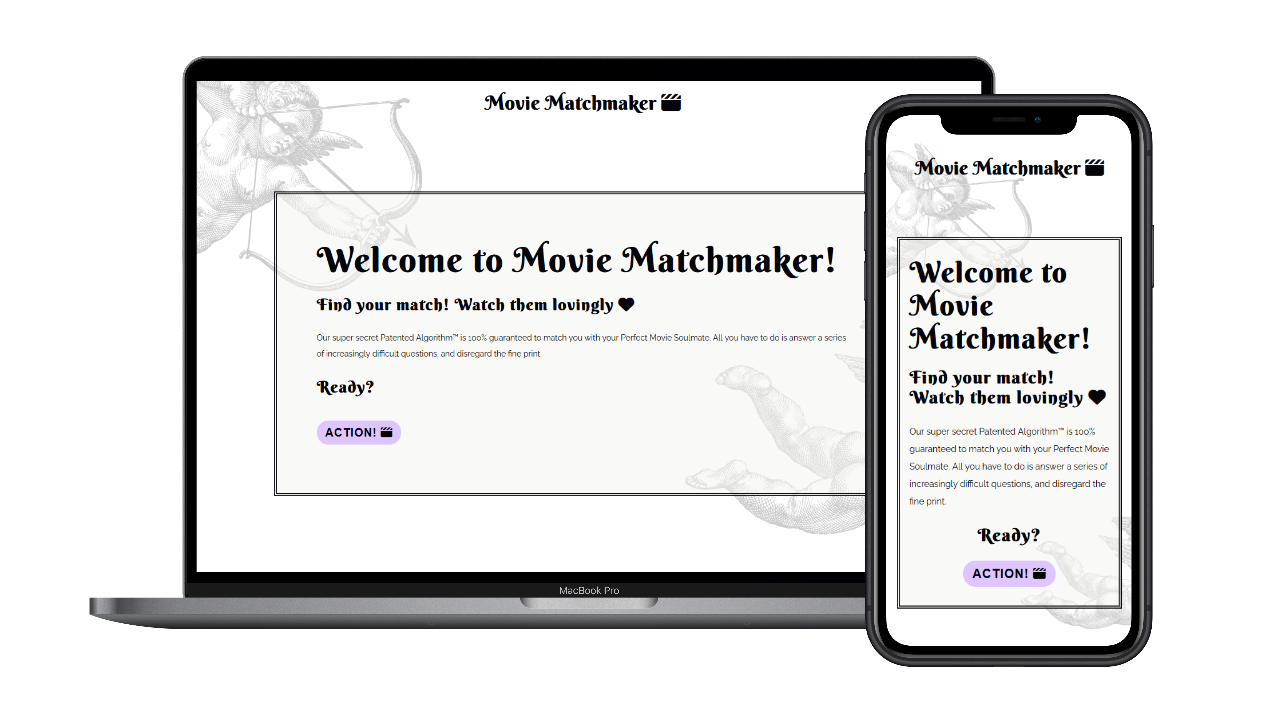 Movie Matchmaker
Welcome to Movie Matchmaker!
Find your match! Watch them lovingly
Our super secret Patented Algorithm™ is 100% guaranteed to match you with your Perfect Movie Soulmate. All you have to do is answer a series
of increasingly difficult questions, and disregard the fine print.
Ready?
ACTION!
MacBook Pro
Movie Matchmaker
Welcome to
Movie
Matchmaker!
Find your match!
Watch them lovingly
Our super secret Patented Algorithm™ is 100%
guaranteed to match you with your Perfect Movie
Soulmate. All you have to do is answer a series of
increasingly difficult questions, and disregard the
fine print.
Ready?
ACTION!